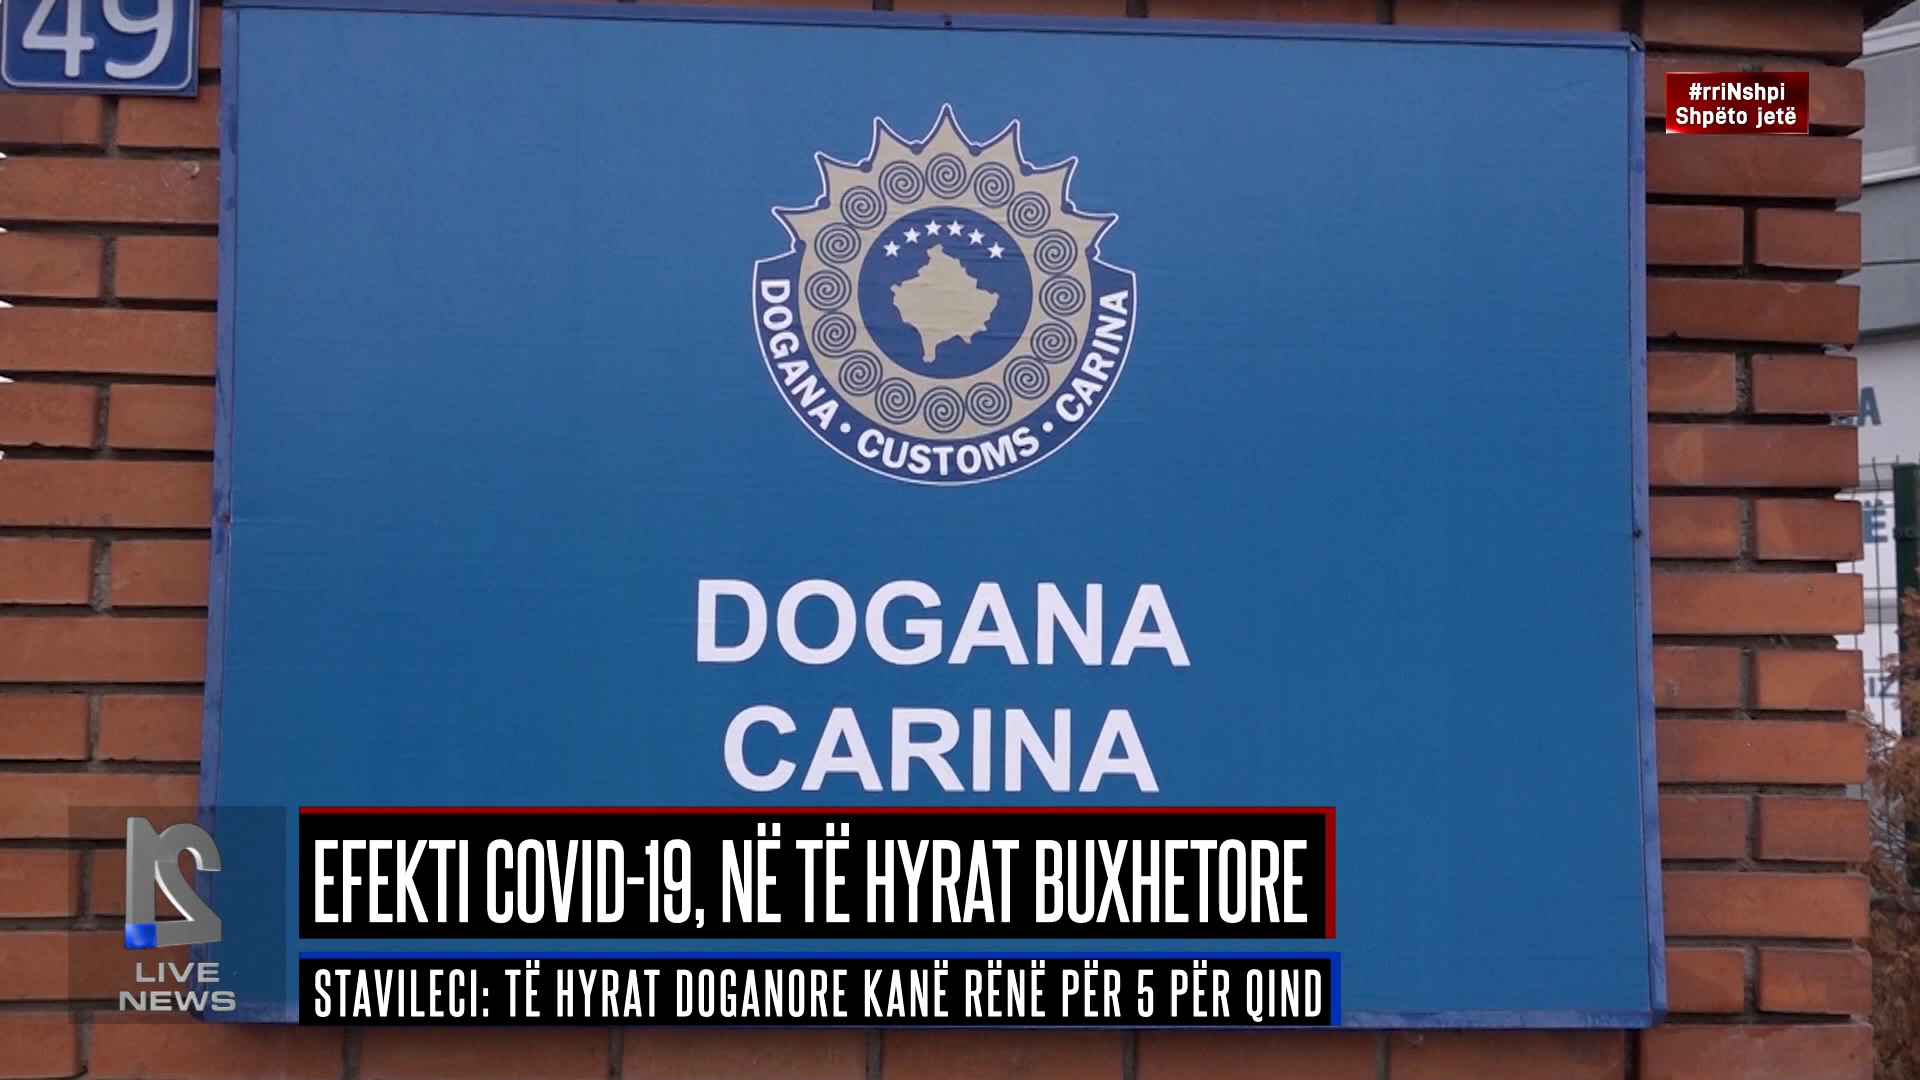 49
#rriNshpi
Shpëto jetë
DOGANA • CUSTOMS • CARINA
DOGANA
CARINA
EFEKTI COVID-19, NË TË HYRAT BUXHETORE
STAVILECI: TË HYRAT DOGANORE KANË RËNË PËR 5 PËR QIND
LIVE
NEWS